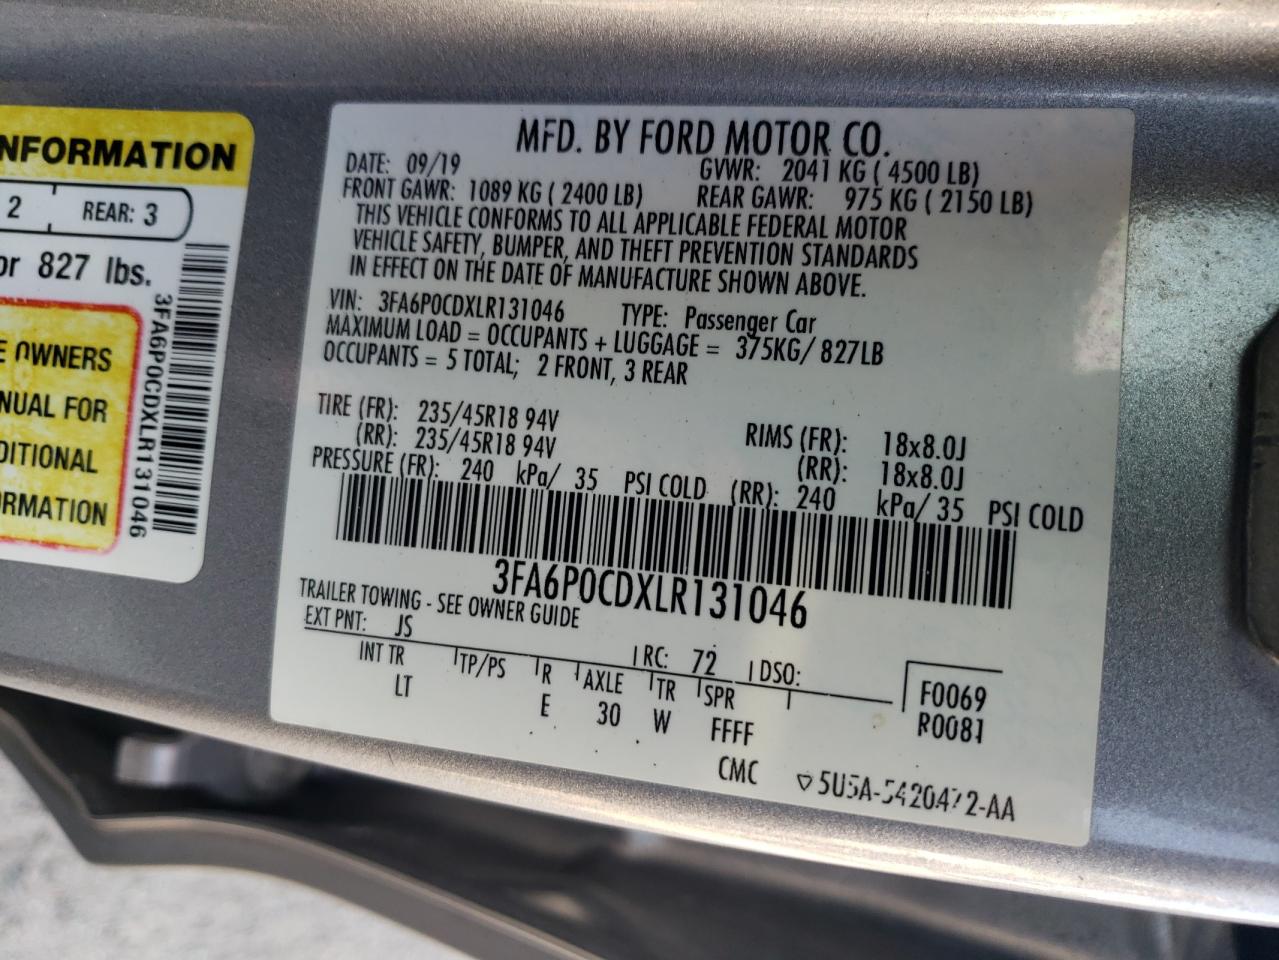 NFORMATION
2 REAR: 3
or 827 lbs.
E OWNERS
NUAL FOR
DITIONAL
ORMATION
3FA6P0CDXLR131046
MFD. BY FORD MOTOR CO.
DATE: 09/19 GVWR: 2041 KG ( 4500 LB)
FRONT GAWR: 1089 KG ( 2400 LB) REAR GAWR: 975 KG ( 2150 LB)
THIS VEHICLE CONFORMS TO ALL APPLICABLE FEDERAL MOTOR
VEHICLE SAFETY, BUMPER, AND THEFT PREVENTION STANDARDS
IN EFFECT ON THE DATE OF MANUFACTURE SHOWN ABOVE.
VIN: 3FA6P0CDXLR131046 TYPE: Passenger Car
MAXIMUM LOAD = OCCUPANTS + LUGGAGE = 375KG/ 827LB
OCCUPANTS = 5 TOTAL; 2 FRONT, 3 REAR
TIRE (FR): 235/45R18 94V RIMS (FR): 18x8.0J
(RR): 235/45R18 94V (RR): 18x8.0J
PRESSURE (FR): 240 kPa/ 35 PSI COLD (RR): 240 kPa/ 35 PSI COLD
3FA6P0CDXLR131046
TRAILER TOWING - SEE OWNER GUIDE
EXT PNT: JS RC: 72 DSO:
INT TR TP/PS R AXLE TR SPR F0069
LT E 30 W FFFF R0081
CMC 5U5A-5420472-AA